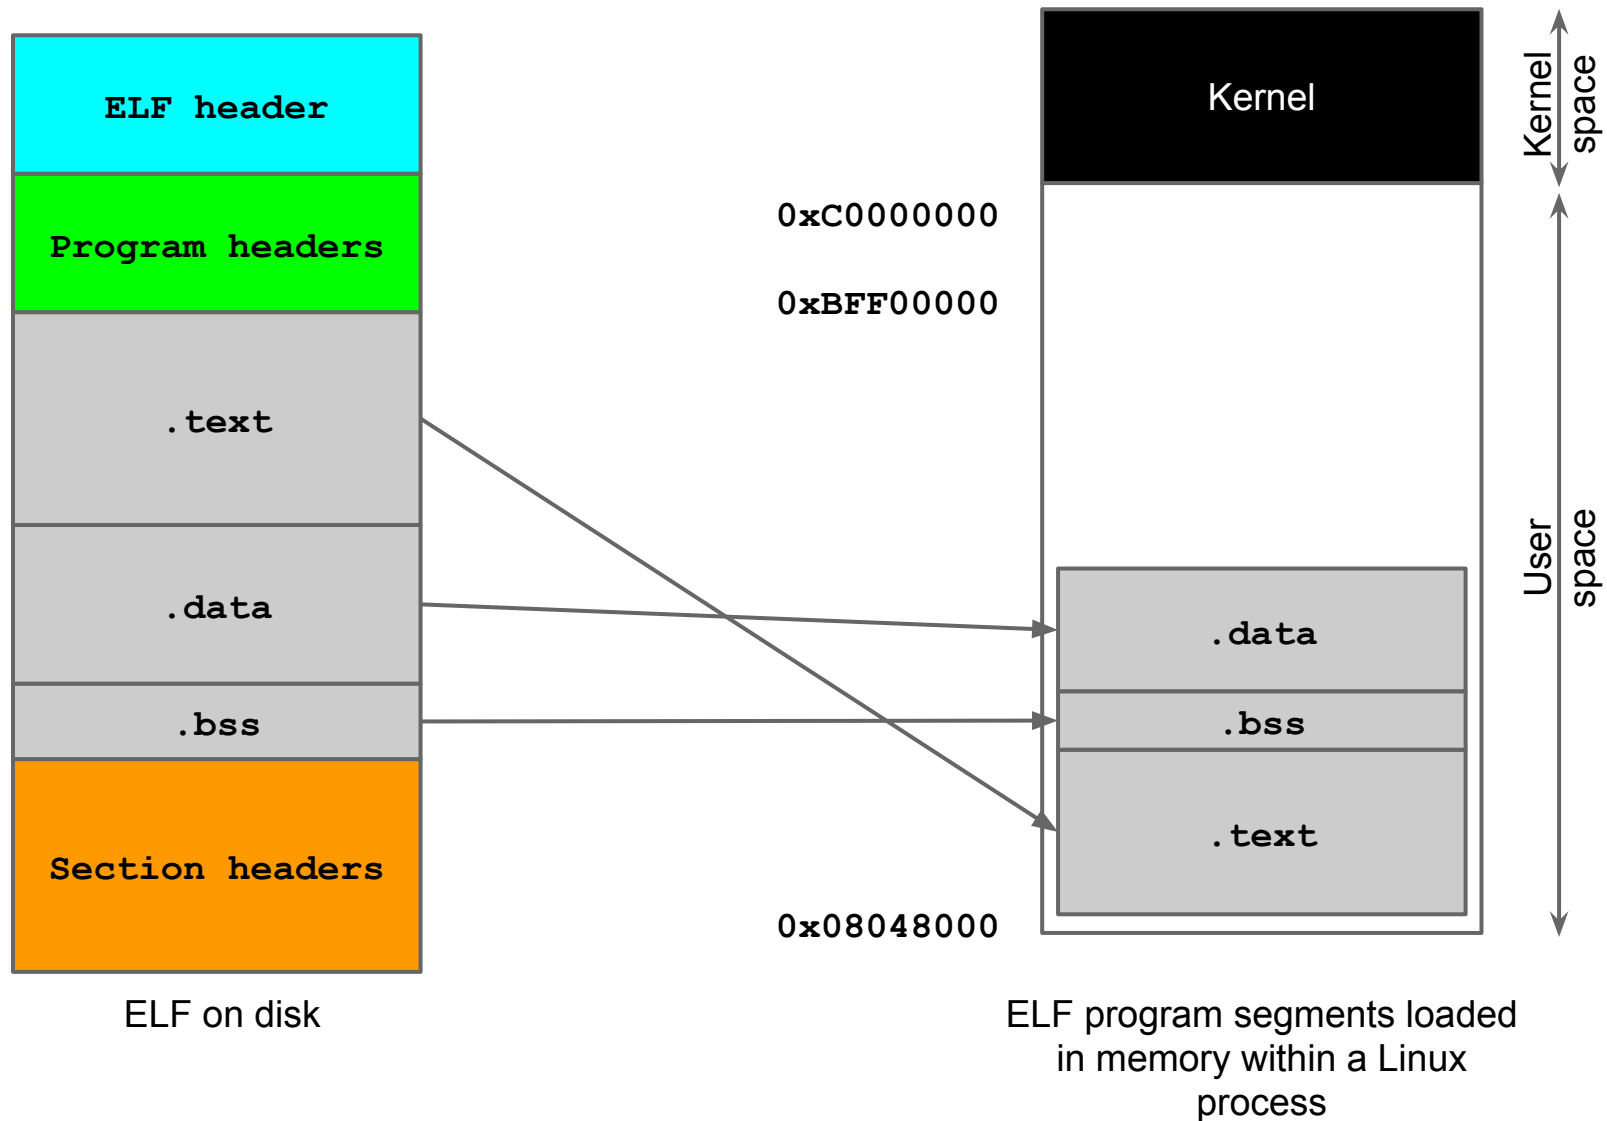 ELF header
Program headers
.text
.data
.bss
Section headers
ELF on disk
0xC0000000
0xBFF00000
0x08048000
Kernel
.data
.bss
.text
ELF program segments loaded
in memory within a Linux
process
Kernel
space
User
space